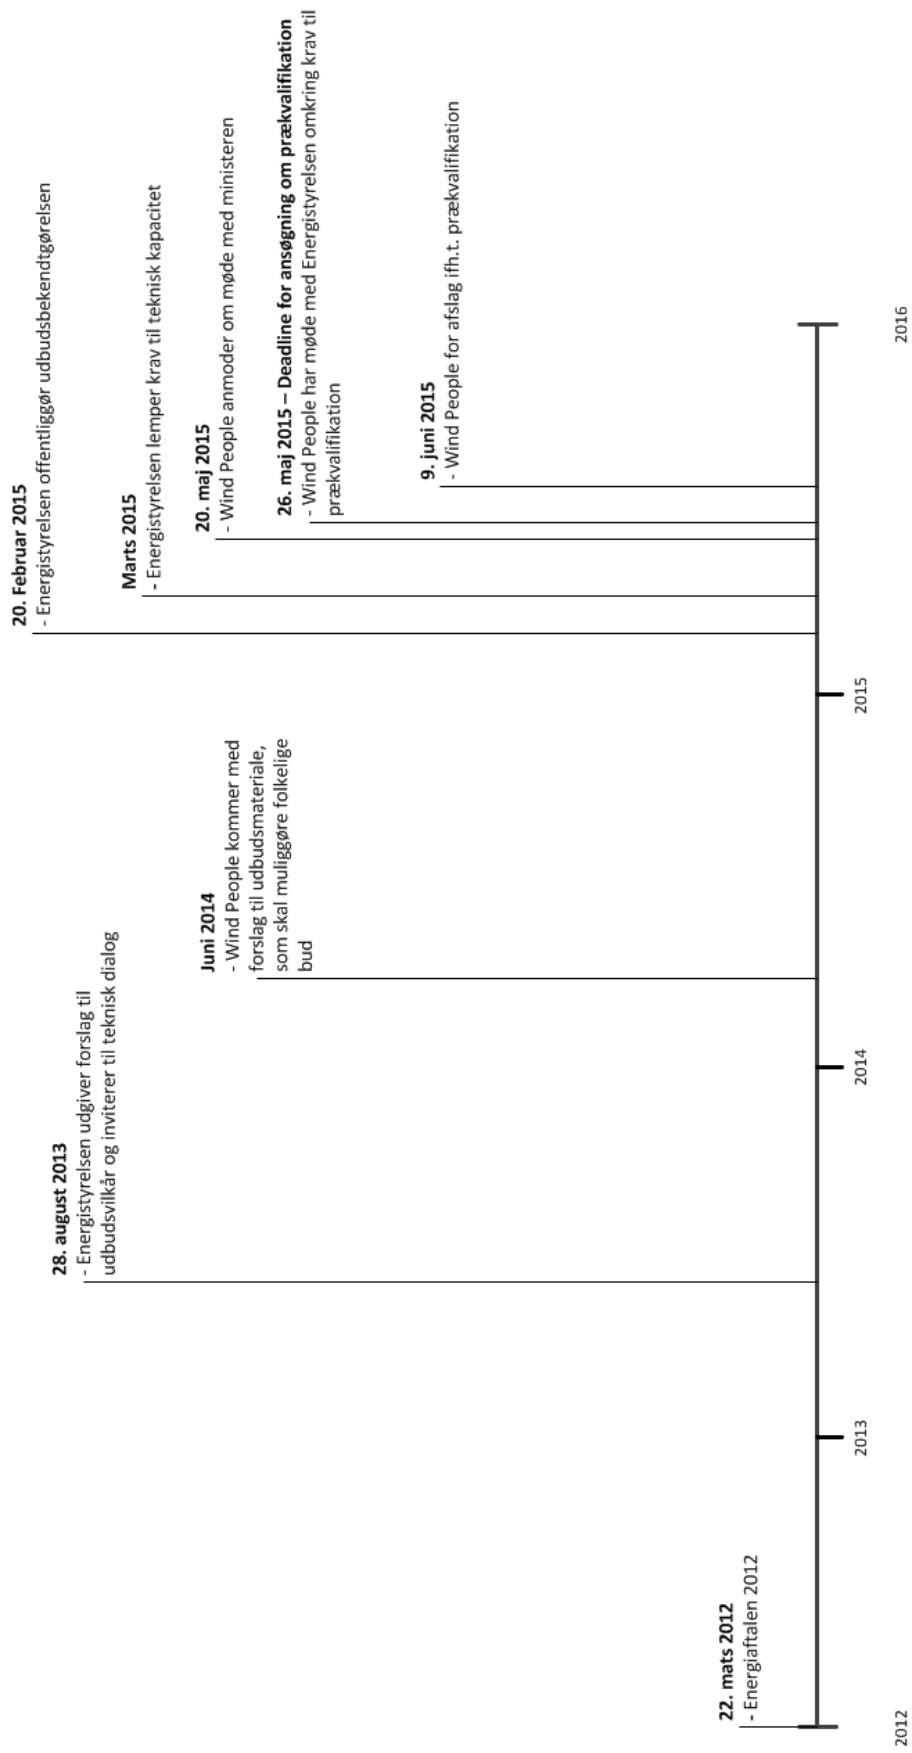 22. mats 2012
- Energiaftalen 2012
28. august 2013
- Energistyrelsen udgiver forslag til
udbudsvilkår og inviterer til teknisk dialog
Juni 2014
- Wind People kommer med
forslag til udbudsmateriale,
som skal muliggøre folkelige
bud
20. Februar 2015
- Energistyrelsen offentliggør udbudsbekendtgørelsen
Marts 2015
- Energistyrelsen lemper krav til teknisk kapacitet
20. maj 2015
- Wind People anmoder om møde med ministeren
26. maj 2015 – Deadline for ansøgning om prækvalifikation
- Wind People har møde med Energistyrelsen omkring krav til
prækvalifikation
9. juni 2015
- Wind People for afslag ifh.t. prækvalifikation
2012
2013
2014
2015
2016